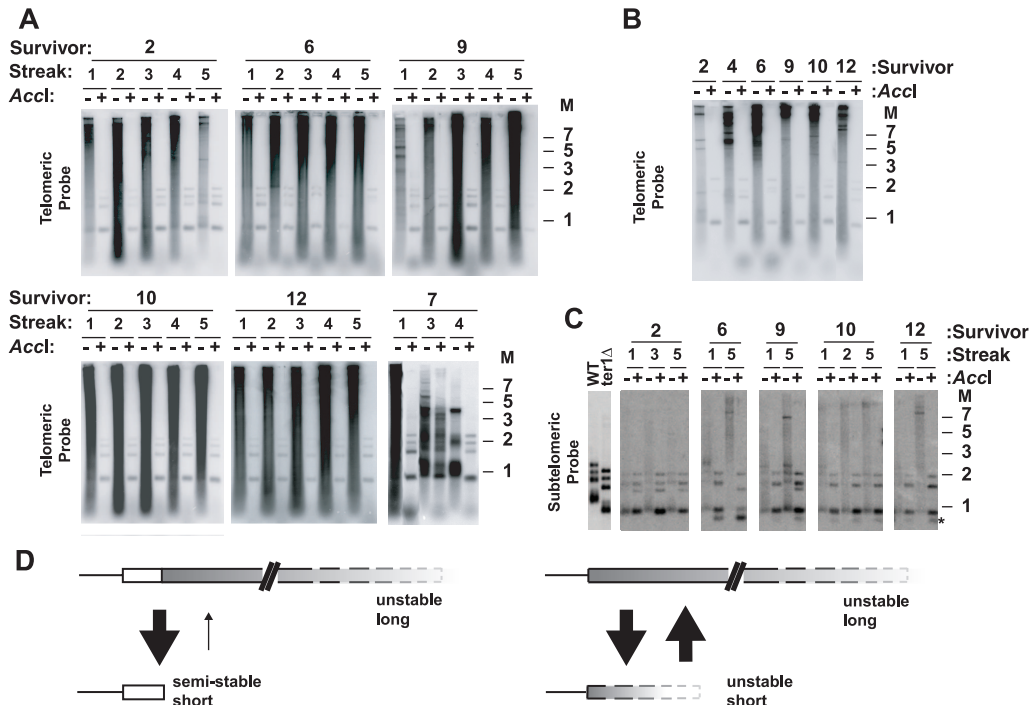 A
Survivor: 2 6 9
Streak: 1 2 3 4 5 1 2 3 4 5 1 2 3 4 5
AccI: - + - + - + - + - + - + - + - + - + - + - + - + - + - + - +
M
7
5
3
2
1
Telomeric Probe
Survivor: 10 12 7
Streak: 1 2 3 4 5 1 2 3 4 5 1 3 4
AccI: - + - + - + - + - + - + - + - + - + - + - + - + - +
M
7
5
3
2
1
Telomeric Probe
B
2 4 6 9 10 12 :Survivor
- + - + - + - + - + - + :AccI
M
7
5
3
2
1
Telomeric Probe
C
2 6 9 10 12 :Survivor
WT ter1Δ 1 3 5 1 5 1 5 1 2 5 1 5 :Streak
- + - + - + - + - + - + - + - + - + - + - + - + :AccI
M
7
5
3
2
1
*
Subtelomeric Probe
D
unstable long
semi-stable short
unstable long
unstable short